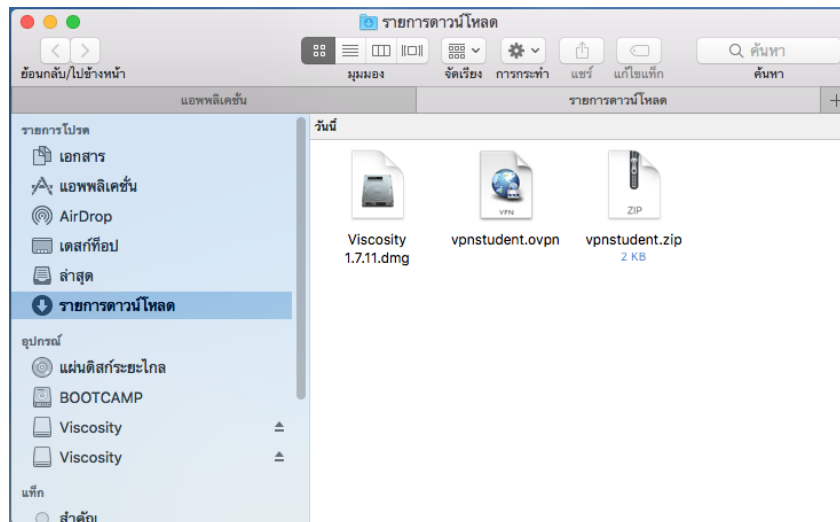 รายการดาวน์โหลด
ย้อนกลับ/ไปข้างหน้า มุมมอง จัดเรียง การกระทำ แชร์ แก้ไขแท็ก ค้นหา
ค้นหา
แอพพลิเคชั่น รายการดาวน์โหลด
รายการโปรด
เอกสาร
แอพพลิเคชั่น
AirDrop
เดสก์ท็อป
ล่าสุด
รายการดาวน์โหลด
อุปกรณ์
แผ่นดิสก์ระยะไกล
BOOTCAMP
Viscosity
Viscosity
แท็ก
สำคัญ
วันนี้
VPN
ZIP
Viscosity
1.7.11.dmg
vpnstudent.ovpn
vpnstudent.zip
2 KB